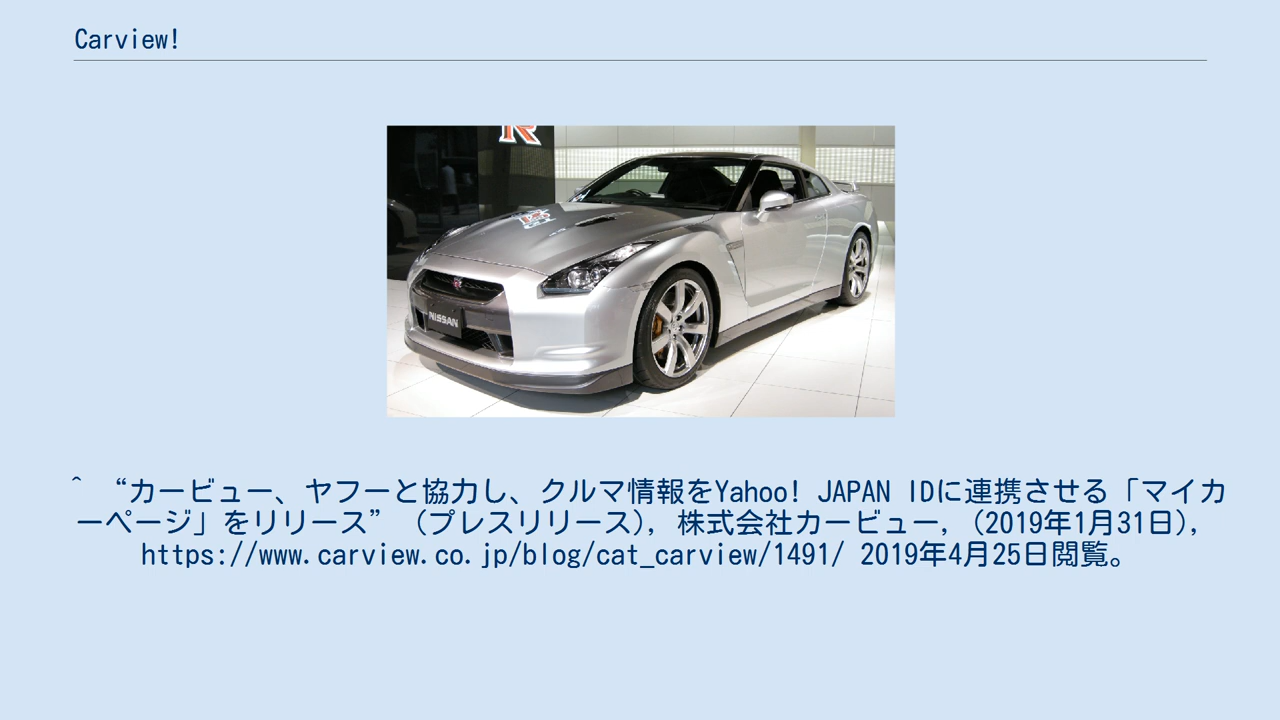 Carview!
R
NISSAN
^ “カービュー、ヤフーと協力し、クルマ情報をYahoo! JAPAN IDに連携させる「マイカ
ーページ」をリリース” (プレスリリース), 株式会社カービュー, (2019年1月31日),
https://www.carview.co.jp/blog/cat_carview/1491/ 2019年4月25日閲覧。